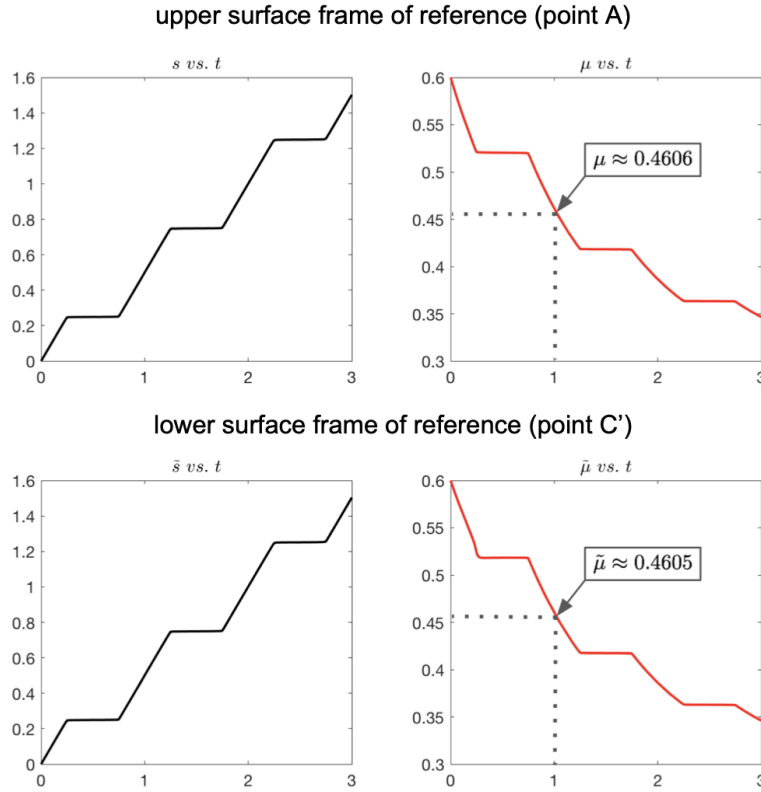 upper surface frame of reference (point A)
s vs. t
μ vs. t
1.6
1.4
1.2
1
0.8
0.6
0.4
0.2
0
0 1 2 3
0.6
0.55
0.5
0.45
0.4
0.35
0.3
μ ≈ 0.4606
0 1 2 3
lower surface frame of reference (point C’)
s̃ vs. t
μ̃ vs. t
1.6
1.4
1.2
1
0.8
0.6
0.4
0.2
0
0 1 2 3
0.6
0.55
0.5
0.45
0.4
0.35
0.3
μ̃ ≈ 0.4605
0 1 2 3